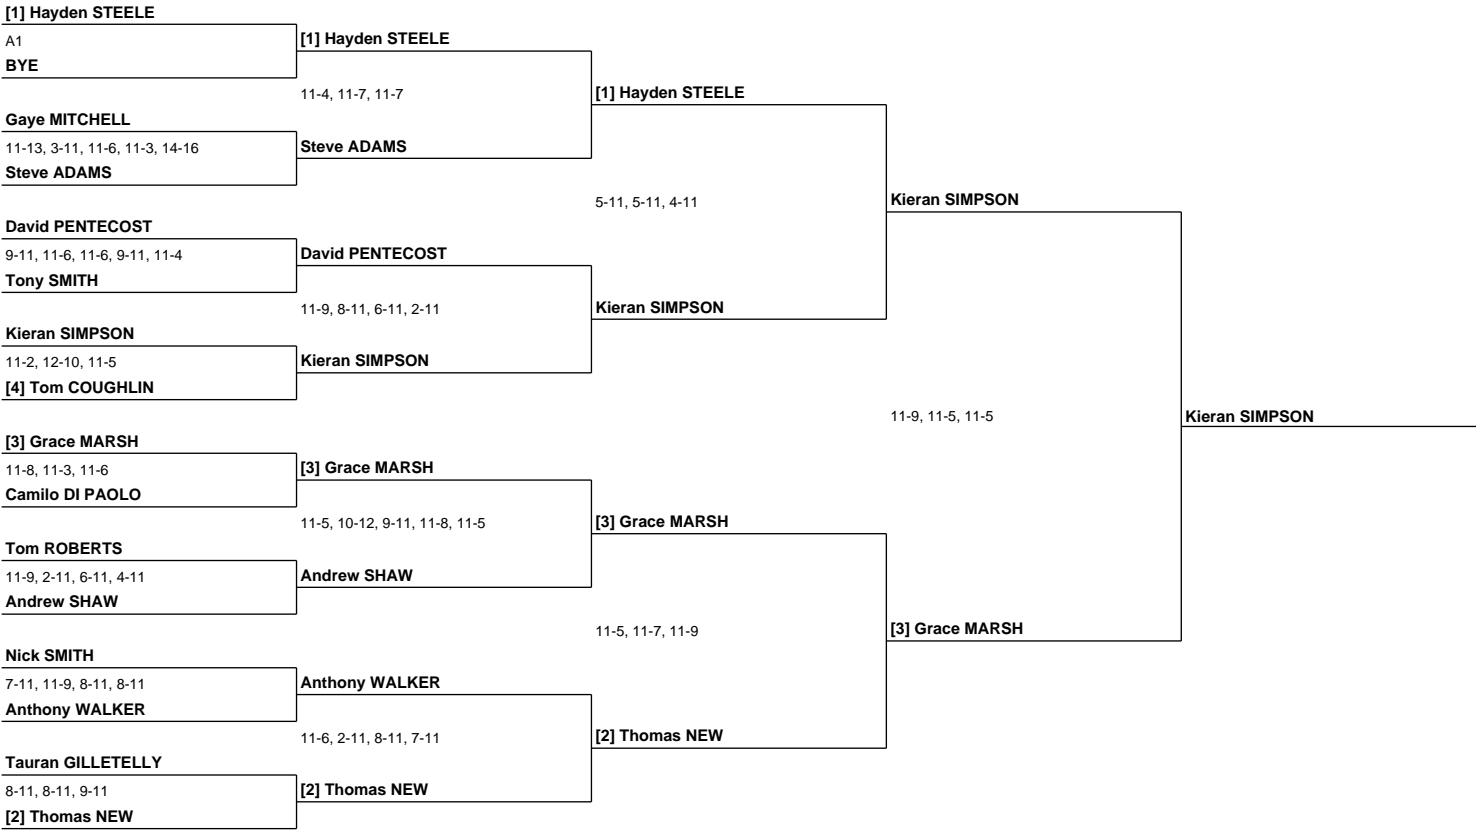 [1] Hayden STEELE
A1
BYE
Gaye MITCHELL
11-13, 3-11, 11-6, 11-3, 14-16
Steve ADAMS
David PENTECOST
9-11, 11-6, 11-6, 9-11, 11-4
Tony SMITH
Kieran SIMPSON
11-2, 12-10, 11-5
[4] Tom COUGHLIN
[3] Grace MARSH
11-8, 11-3, 11-6
Camilo DI PAOLO
Tom ROBERTS
11-9, 2-11, 6-11, 4-11
Andrew SHAW
Nick SMITH
7-11, 11-9, 8-11, 8-11
Anthony WALKER
Tauran GILLETELLY
8-11, 8-11, 9-11
[2] Thomas NEW
[1] Hayden STEELE
11-4, 11-7, 11-7
Steve ADAMS
David PENTECOST
11-9, 8-11, 6-11, 2-11
Kieran SIMPSON
[3] Grace MARSH
11-5, 10-12, 9-11, 11-8, 11-5
Andrew SHAW
Anthony WALKER
11-6, 2-11, 8-11, 7-11
[2] Thomas NEW
[1] Hayden STEELE
5-11, 5-11, 4-11
Kieran SIMPSON
[3] Grace MARSH
11-5, 11-7, 11-9
[2] Thomas NEW
Kieran SIMPSON
11-9, 11-5, 11-5
[3] Grace MARSH
Kieran SIMPSON